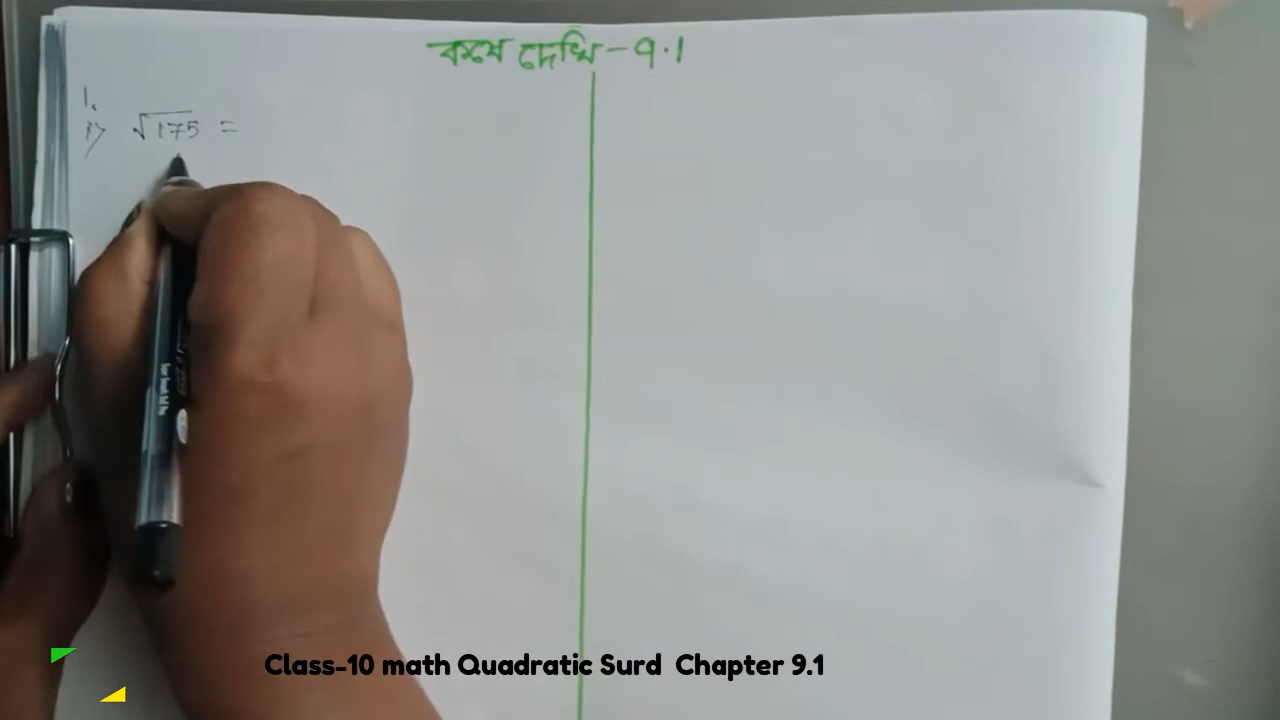 কষে দেখি - 9.1
1.
i) √175 =
Class-10 math Quadratic Surd Chapter 9.1